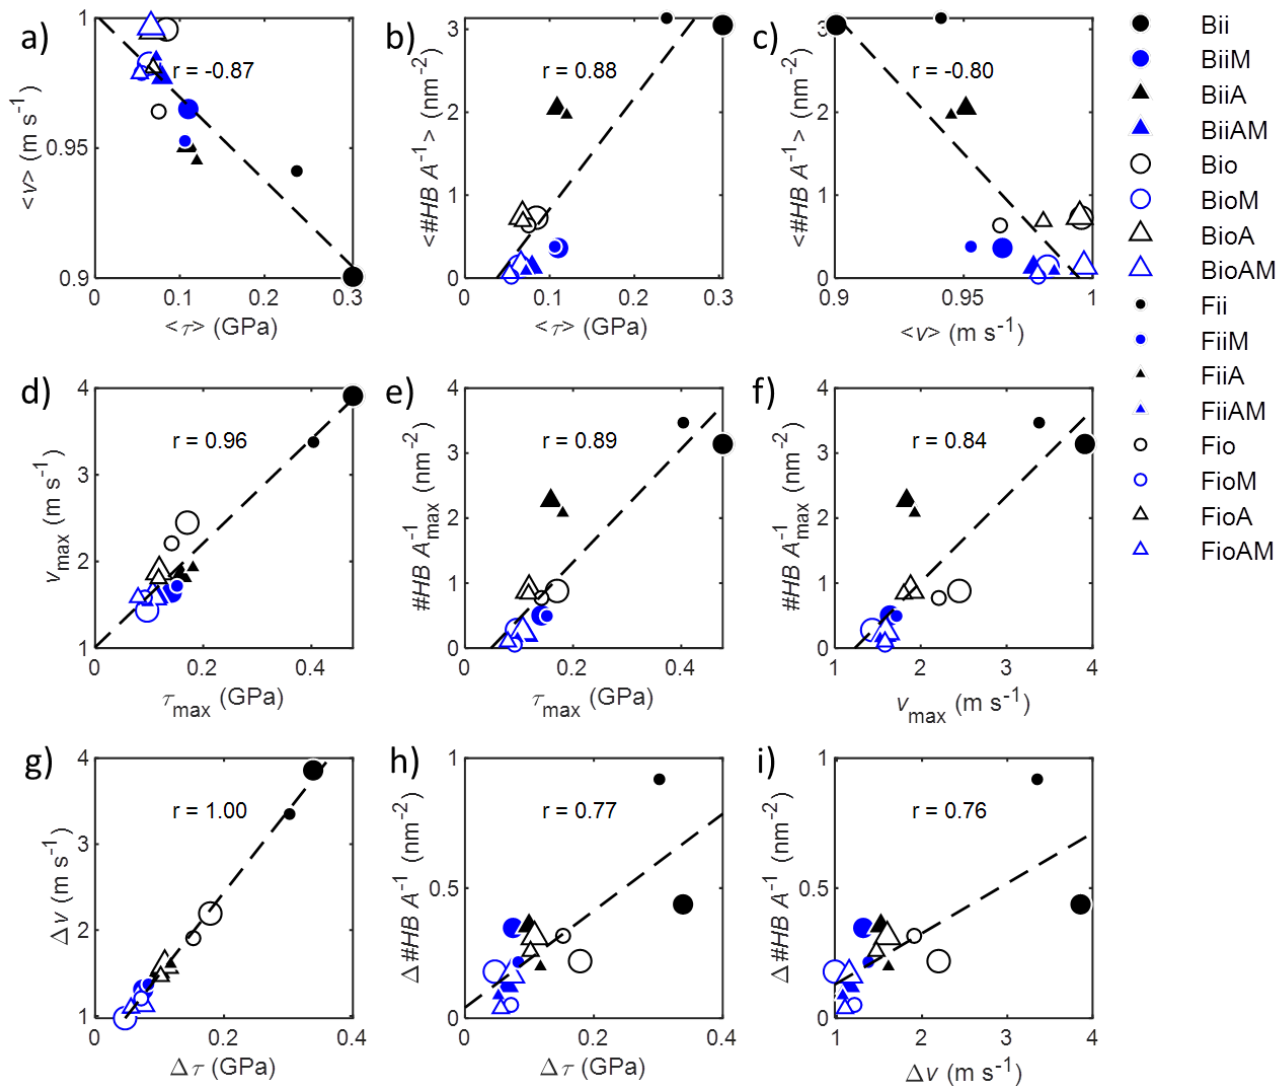 a)
r = -0.87
1
0.95
0.9
0
0.1
0.2
0.3
<v> (m s⁻¹)
<τ> (GPa)
b)
r = 0.88
3
2
1
0
0
0.1
0.2
0.3
<#HB A⁻¹> (nm⁻²)
<τ> (GPa)
c)
r = -0.80
3
2
1
0
0.9
0.95
1
<#HB A⁻¹> (nm⁻²)
<v> (m s⁻¹)
d)
r = 0.96
4
3
2
1
0
0.2
0.4
vmax (m s⁻¹)
τmax (GPa)
e)
r = 0.89
4
3
2
1
0
0
0.2
0.4
#HB A⁻¹max (nm⁻²)
τmax (GPa)
f)
r = 0.84
4
3
2
1
0
1
2
3
4
#HB A⁻¹max (nm⁻²)
vmax (m s⁻¹)
g)
r = 1.00
4
3
2
1
0
0.2
0.4
Δv (m s⁻¹)
Δτ (GPa)
h)
r = 0.77
1
0.5
0
0
0.2
0.4
Δ#HB A⁻¹ (nm⁻²)
Δτ (GPa)
i)
r = 0.76
1
0.5
0
1
2
3
4
Δ#HB A⁻¹ (nm⁻²)
Δv (m s⁻¹)
Bii
BiiM
BiiA
BiiAM
Bio
BioM
BioA
BioAM
Fii
FiiM
FiiA
FiiAM
Fio
FioM
FioA
FioAM